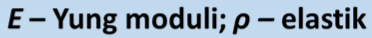 E – Yung moduli; ρ – elastik